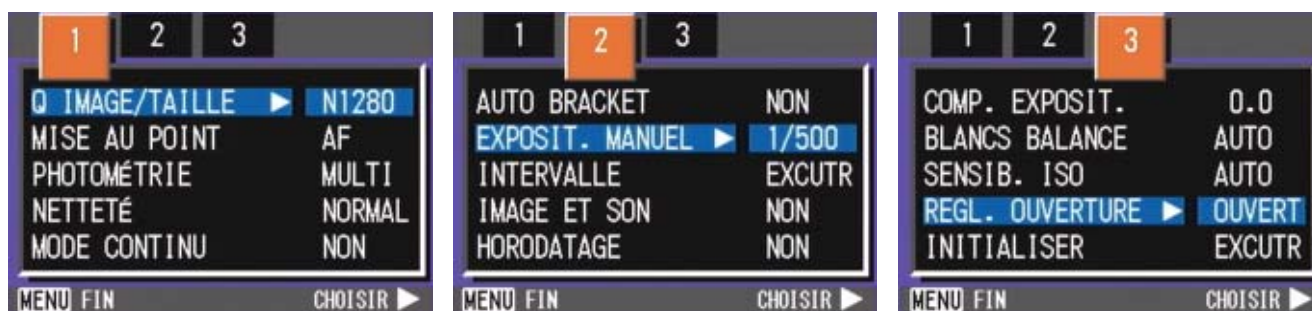 1 2 3
Q IMAGE/TAILLE ▶ N1280
MISE AU POINT AF
PHOTOMÉTRIE MULTI
NETTETÉ NORMAL
MODE CONTINU NON
MENU FIN CHOISIR ▶
1 2 3
AUTO BRACKET NON
EXPOSIT. MANUEL ▶ 1/500
INTERVALLE EXCUTR
IMAGE ET SON NON
HORODATAGE NON
MENU FIN CHOISIR ▶
1 2 3
COMP. EXPOSIT. 0.0
BLANCS BALANCE AUTO
SENSIB. ISO AUTO
REGL. OUVERTURE ▶ OUVERT
INITIALISER EXCUTR
MENU FIN CHOISIR ▶